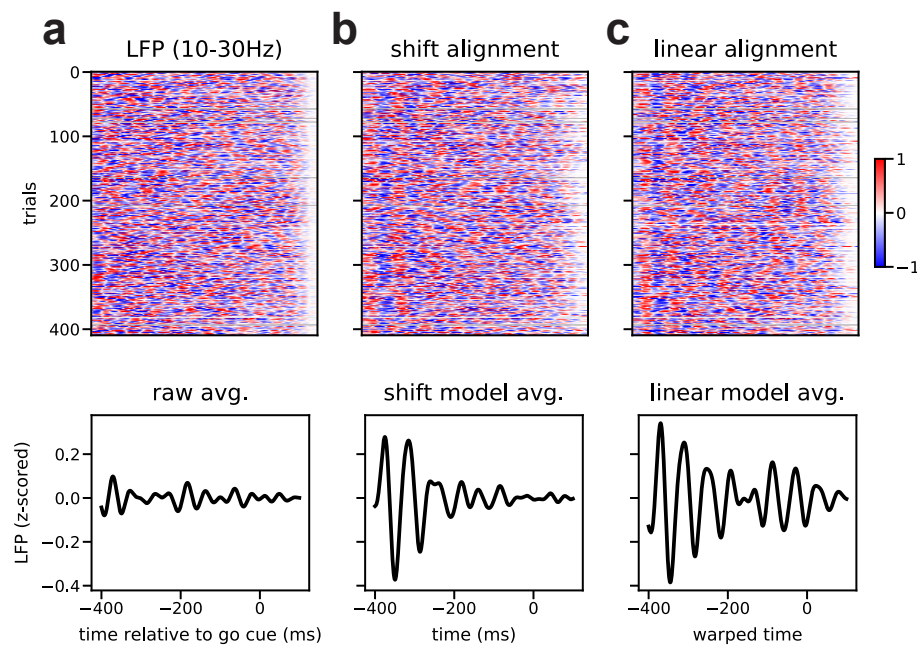 a b c
LFP (10-30Hz) shift alignment linear alignment
0
100
200
300
400
trials
1
0
−1
raw avg. shift model avg. linear model avg.
0.2
0.0
−0.2
−0.4
LFP (z-scored)
−400 −200 0 −400 −200 0 −400 −200 0
time relative to go cue (ms) time (ms) warped time